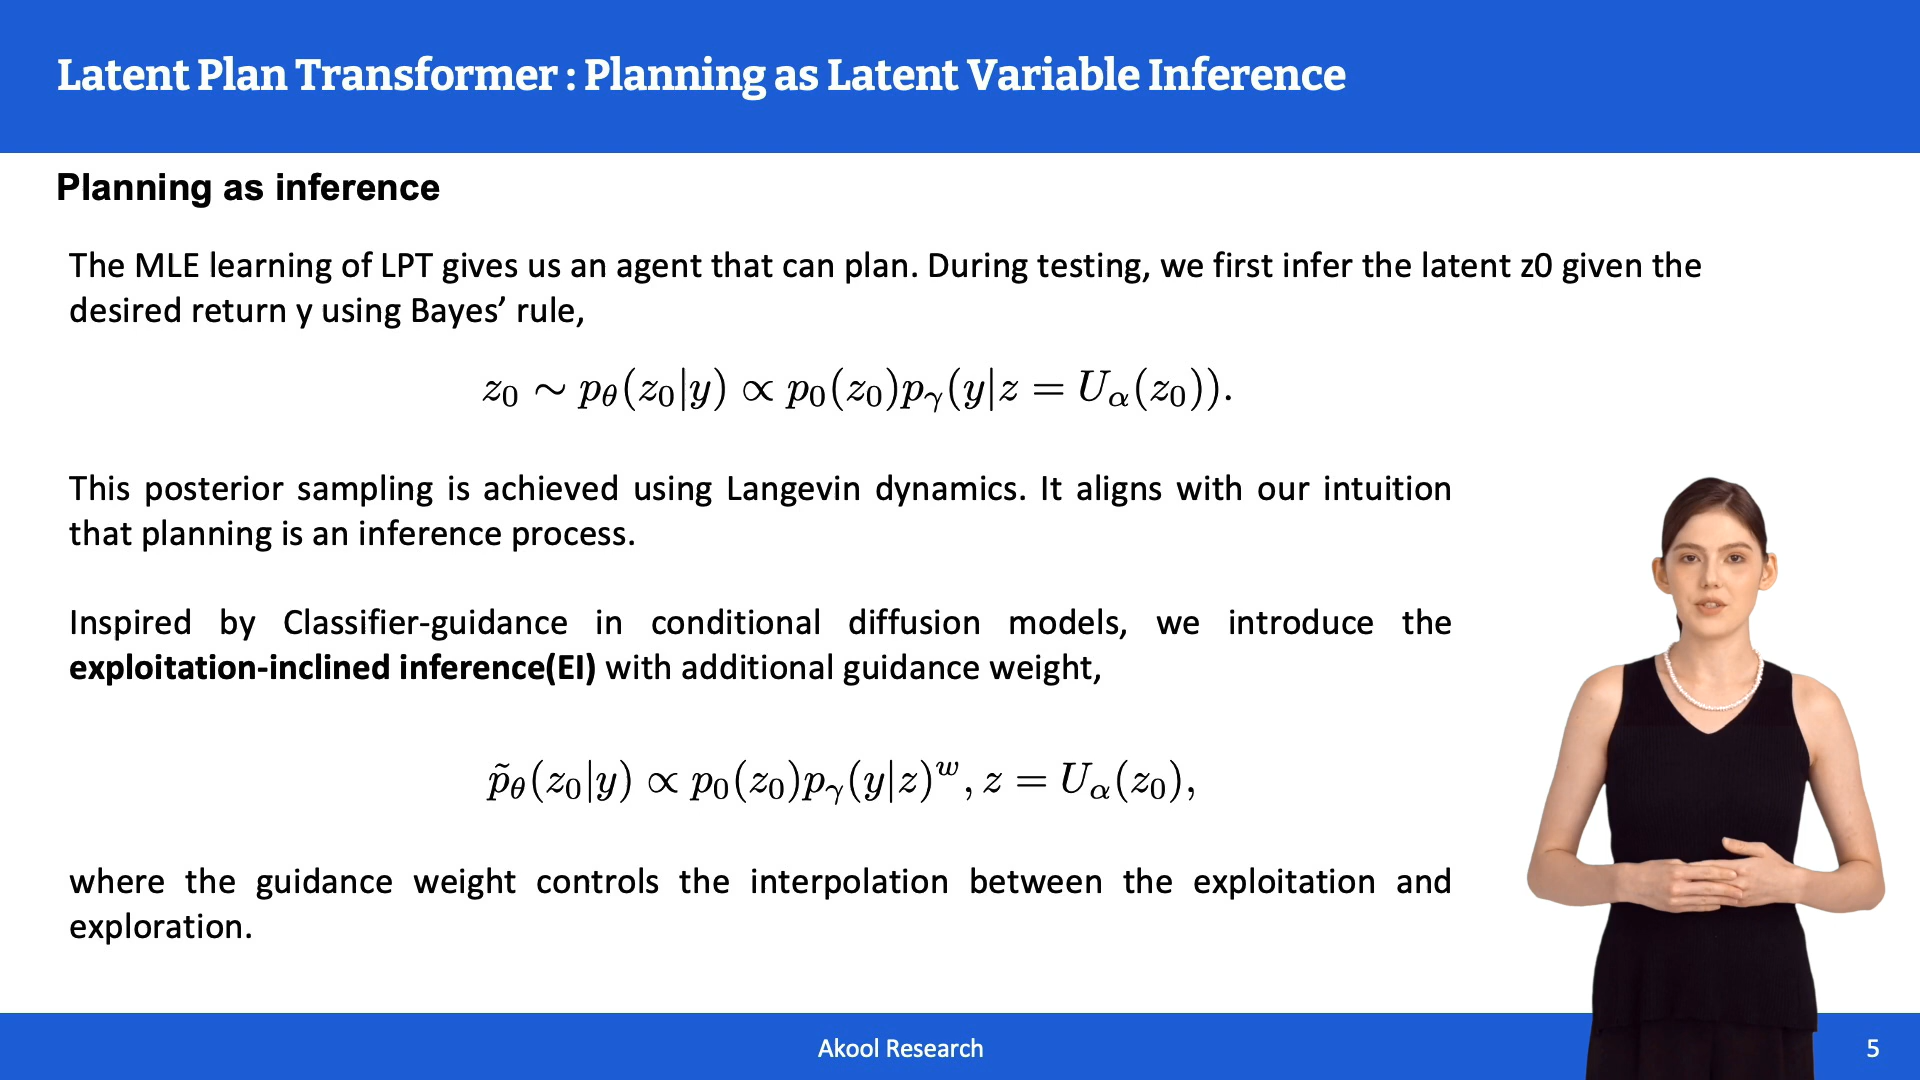 Latent Plan Transformer : Planning as Latent Variable Inference
Planning as inference
The MLE learning of LPT gives us an agent that can plan. During testing, we first infer the latent z0 given the
desired return y using Bayes’ rule,
z₀ ∼ p_θ(z₀|y) ∝ p₀(z₀)p_γ(y|z = U_α(z₀)).
This posterior sampling is achieved using Langevin dynamics. It aligns with our intuition
that planning is an inference process.
Inspired by Classifier-guidance in conditional diffusion models, we introduce the
exploitation-inclined inference(EI) with additional guidance weight,
p̃_θ(z₀|y) ∝ p₀(z₀)p_γ(y|z)^w, z = U_α(z₀),
where the guidance weight controls the interpolation between the exploitation and
exploration.
Akool Research
5